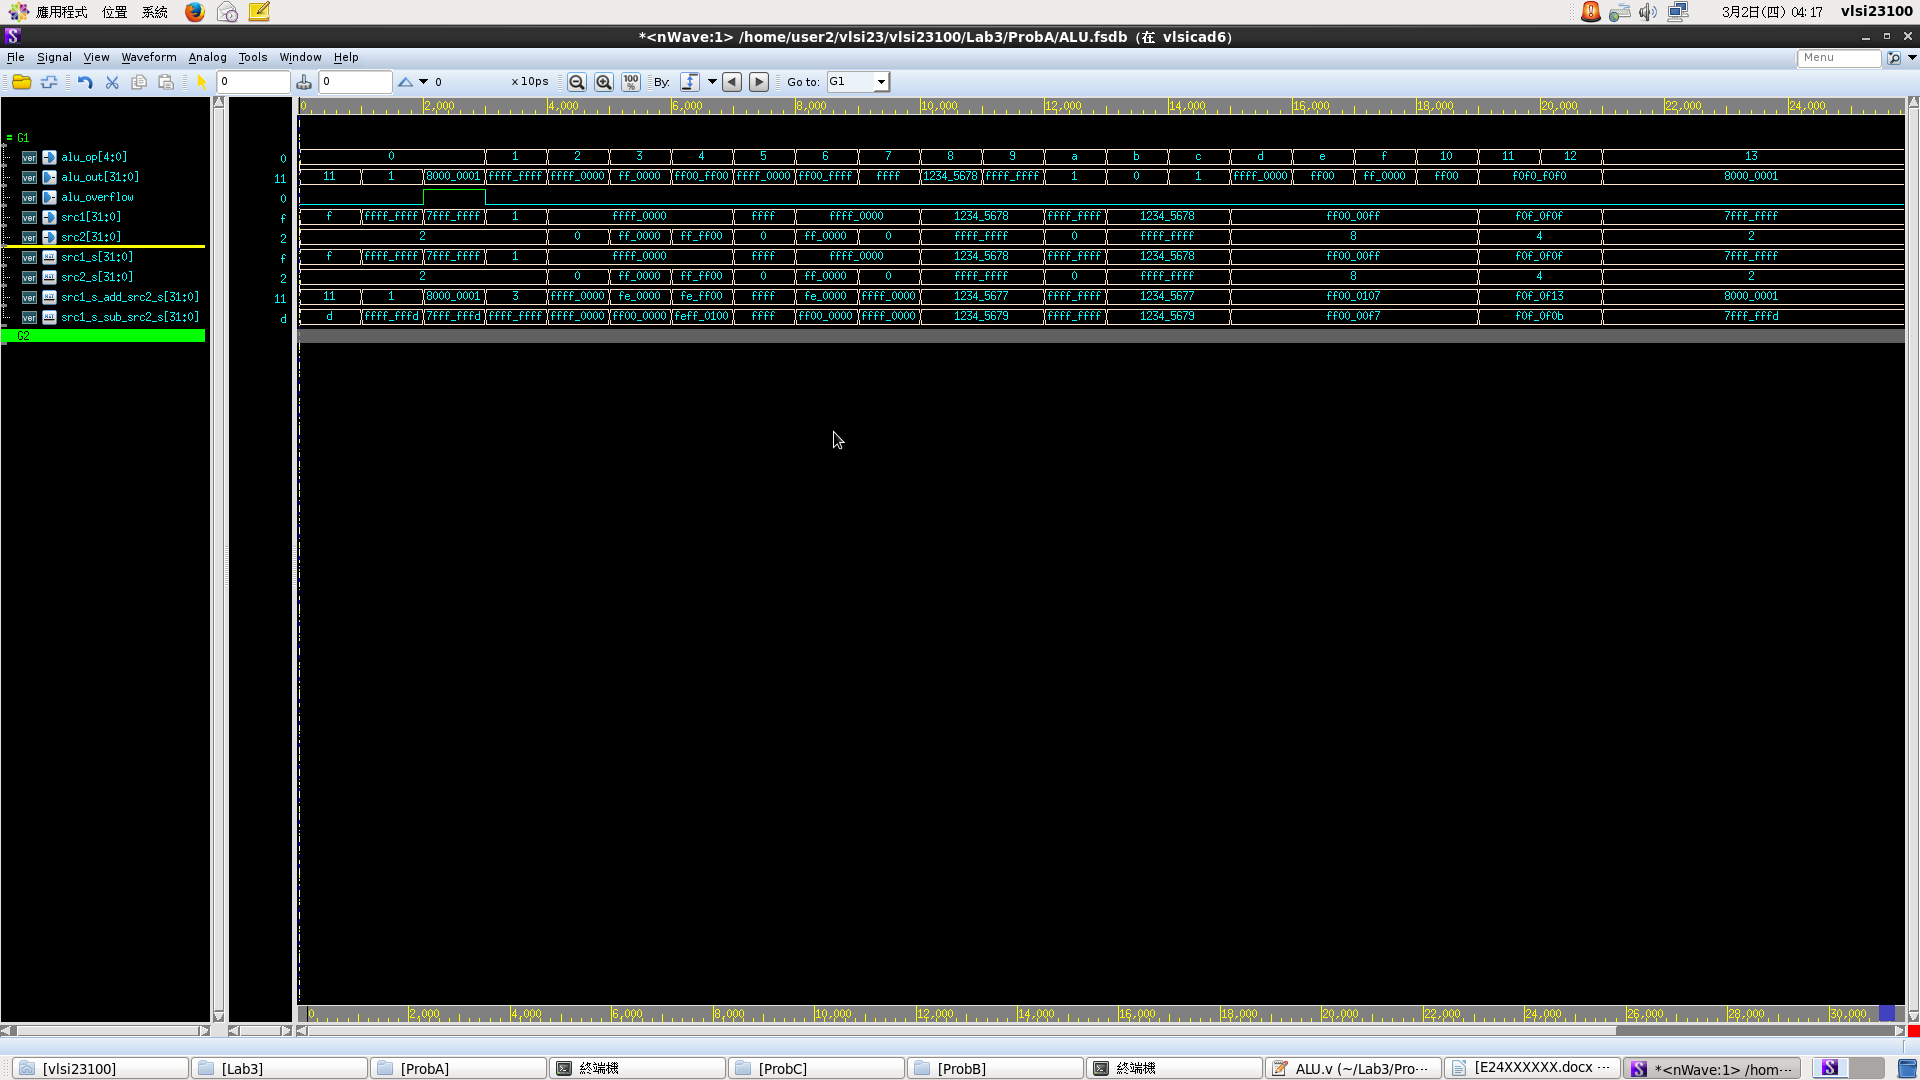 應用程式 位置 系統 3月2日(四) 04:17 vlsi23100
*<nWave:1> /home/user2/vlsi23/vlsi23100/Lab3/ProbA/ALU.fsdb (在 vlsicad6)
File Signal View Waveform Analog Tools Window Help Menu
0 0 0 x 10ps 100 % By: Go to: G1
0 2,000 4,000 6,000 8,000 10,000 12,000 14,000 16,000 18,000 20,000 22,000 24,000
G1
ver alu_op[4:0] 0 0 1 2 3 4 5 6 7 8 9 a b c d e f 10 11 12 13
ver alu_out[31:0] 11 11 1 8000_0001 ffff_ffff ffff_0000 ff_0000 ff00_ff00 ffff_0000 ff00_ffff ffff 1234_5678 ffff_ffff 1 0 1 ffff_0000 ff00 ff_0000 ff00 f0f0_f0f0 8000_0001
ver alu_overflow 0
ver src1[31:0] f f ffff_ffff 7fff_ffff 1 ffff_0000 ffff ffff_0000 1234_5678 ffff_ffff 1234_5678 ff00_00ff f0f_0f0f 7fff_ffff
ver src2[31:0] 2 2 0 ff_0000 ff_ff00 0 ff_0000 0 ffff_ffff 0 ffff_ffff 8 4 2
ver src1_s[31:0] f f ffff_ffff 7fff_ffff 1 ffff_0000 ffff ffff_0000 1234_5678 ffff_ffff 1234_5678 ff00_00ff f0f_0f0f 7fff_ffff
ver src2_s[31:0] 2 2 0 ff_0000 ff_ff00 0 ff_0000 0 ffff_ffff 0 ffff_ffff 8 4 2
ver src1_s_add_src2_s[31:0] 11 11 1 8000_0001 3 ffff_0000 fe_0000 fe_ff00 ffff fe_0000 ffff_0000 1234_5677 ffff_ffff 1234_5677 ff00_0107 f0f_0f13 8000_0001
ver src1_s_sub_src2_s[31:0] d d ffff_fffd 7fff_fffd ffff_ffff ffff_0000 ff00_0000 feff_0100 ffff ff00_0000 ffff_0000 1234_5679 ffff_ffff 1234_5679 ff00_00f7 f0f_0f0b 7fff_fffd
G2
0 2,000 4,000 6,000 8,000 10,000 12,000 14,000 16,000 18,000 20,000 22,000 24,000 26,000 28,000 30,000
[vlsi23100] [Lab3] [ProbA] 終端機 [ProbC] [ProbB] 終端機 ALU.v (~/Lab3/Pro··· [E24XXXXXX.docx ··· *<nWave:1> /hom···